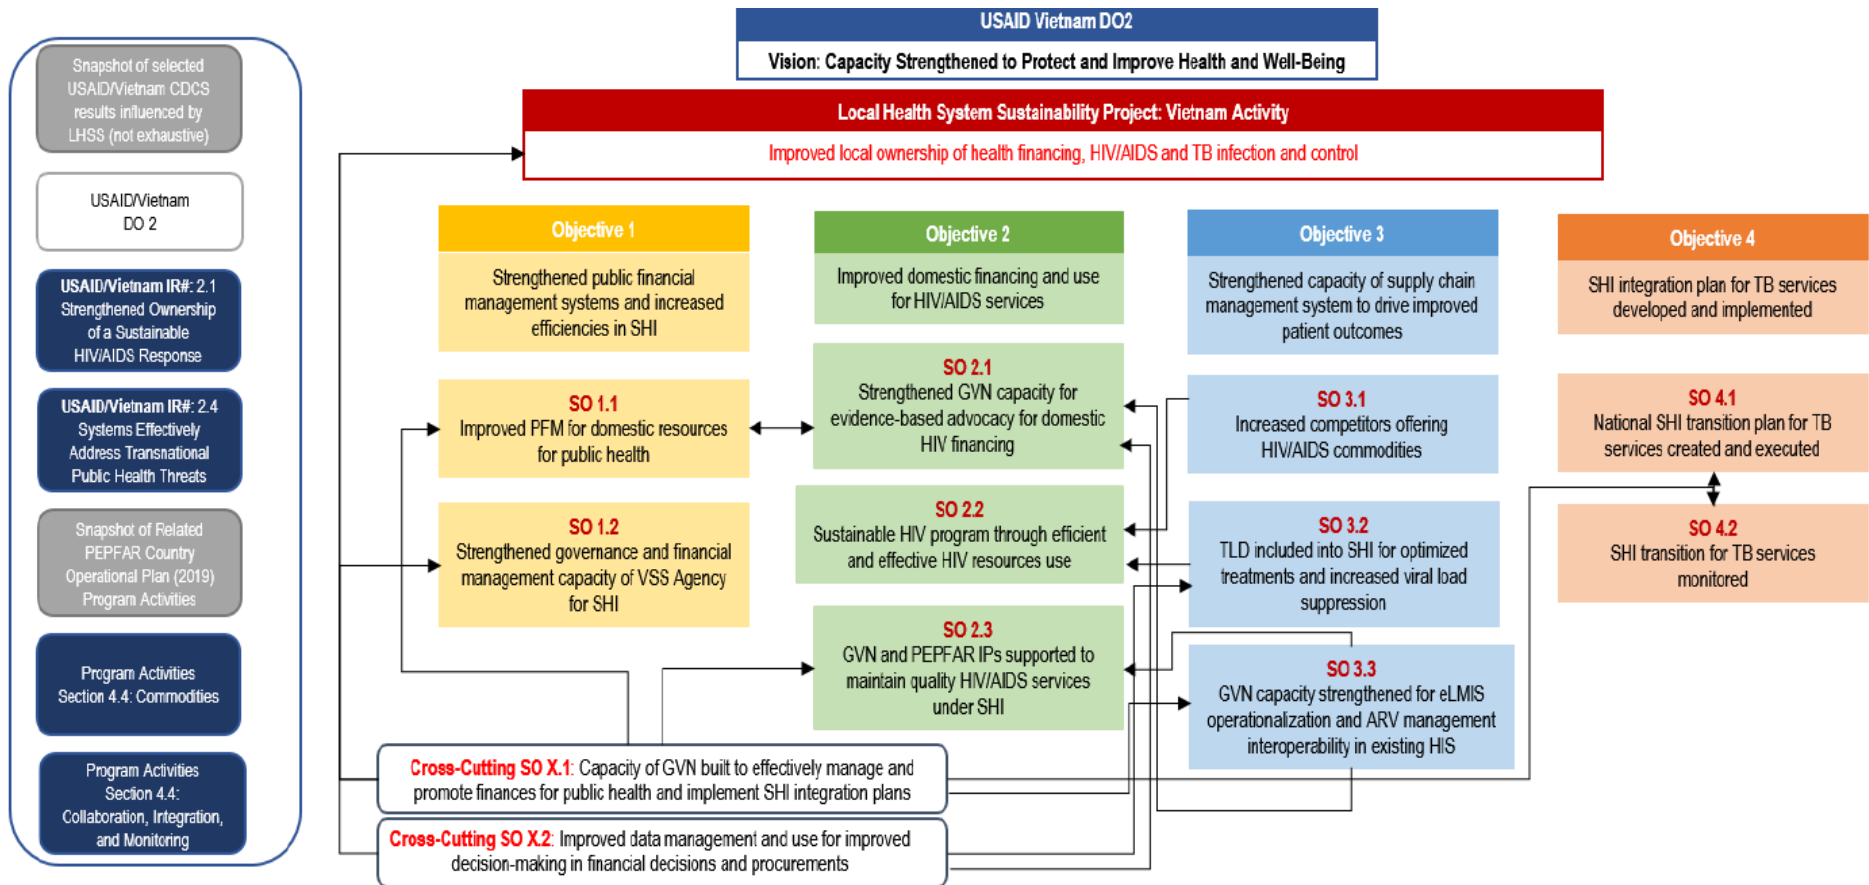 USAID Vietnam DO2
Vision: Capacity Strengthened to Protect and Improve Health and Well-Being
Local Health System Sustainability Project: Vietnam Activity
Improved local ownership of health financing, HIV/AIDS and TB infection and control
Snapshot of selected
USAID/Vietnam CDCS
results influenced by
LHSS (not exhaustive)
USAID/Vietnam
DO 2
USAID/Vietnam IR#: 2.1
Strengthened Ownership
of a Sustainable
HIV/AIDS Response
USAID/Vietnam IR#: 2.4
Systems Effectively
Address Transnational
Public Health Threats
Snapshot of Related
PEPFAR Country
Operational Plan (2019)
Program Activities
Program Activities
Section 4.4: Commodities
Program Activities
Section 4.4:
Collaboration, Integration,
and Monitoring
Objective 1
Strengthened public financial
management systems and increased
efficiencies in SHI
SO 1.1
Improved PFM for domestic resources
for public health
SO 1.2
Strengthened governance and financial
management capacity of VSS Agency
for SHI
Objective 2
Improved domestic financing and use
for HIV/AIDS services
SO 2.1
Strengthened GVN capacity for
evidence-based advocacy for domestic
HIV financing
SO 2.2
Sustainable HIV program through efficient
and effective HIV resources use
SO 2.3
GVN and PEPFAR IPs supported to
maintain quality HIV/AIDS services
under SHI
Objective 3
Strengthened capacity of supply chain
management system to drive improved
patient outcomes
SO 3.1
Increased competitors offering
HIV/AIDS commodities
SO 3.2
TLD included into SHI for optimized
treatments and increased viral load
suppression
SO 3.3
GVN capacity strengthened for eLMIS
operationalization and ARV management
interoperability in existing HIS
Objective 4
SHI integration plan for TB services
developed and implemented
SO 4.1
National SHI transition plan for TB
services created and executed
SO 4.2
SHI transition for TB services
monitored
Cross-Cutting SO X.1: Capacity of GVN built to effectively manage and
promote finances for public health and implement SHI integration plans
Cross-Cutting SO X.2: Improved data management and use for improved
decision-making in financial decisions and procurements